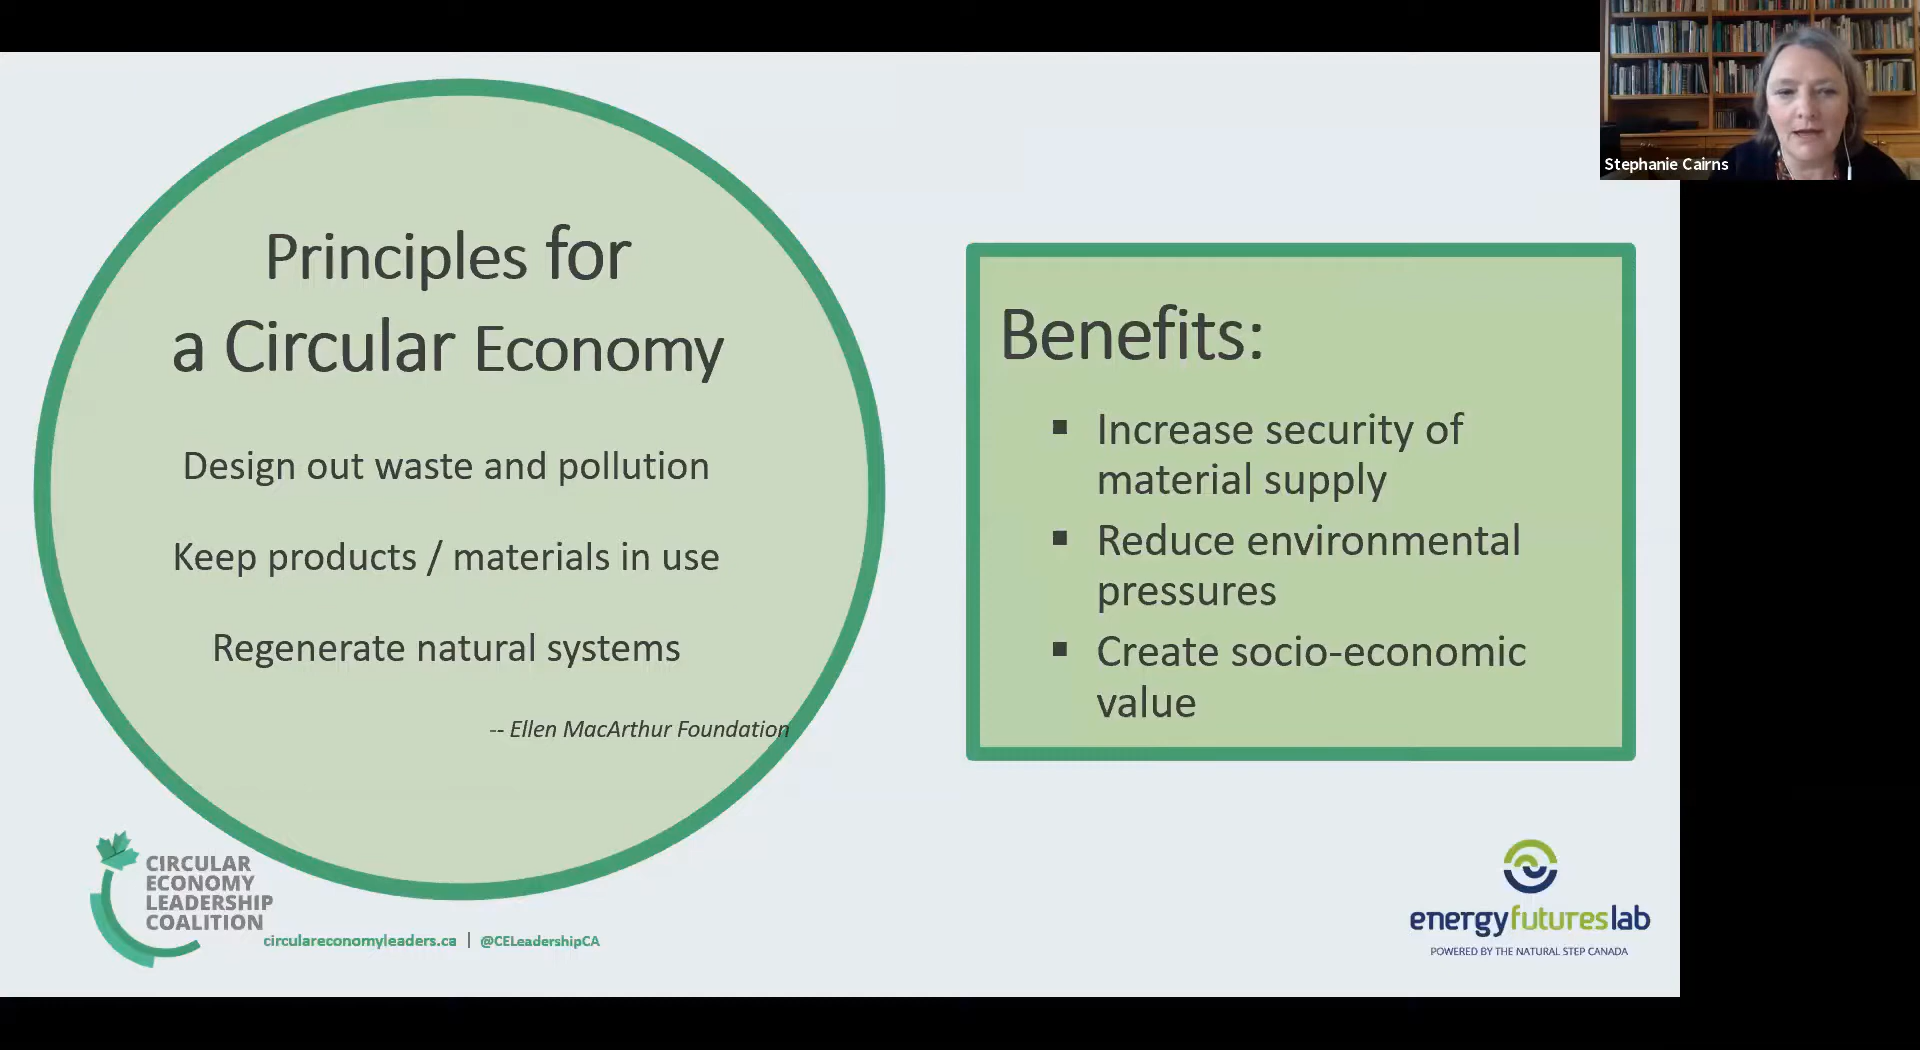 Stephanie Cairns
Principles for
a Circular Economy
Design out waste and pollution
Keep products / materials in use
Regenerate natural systems
-- Ellen MacArthur Foundation
Benefits:
▪ Increase security of
material supply
▪ Reduce environmental
pressures
▪ Create socio-economic
value
CIRCULAR
ECONOMY
LEADERSHIP
COALITION
circulareconomyleaders.ca | @CELeadershipCA
energyfutureslab
POWERED BY THE NATURAL STEP CANADA